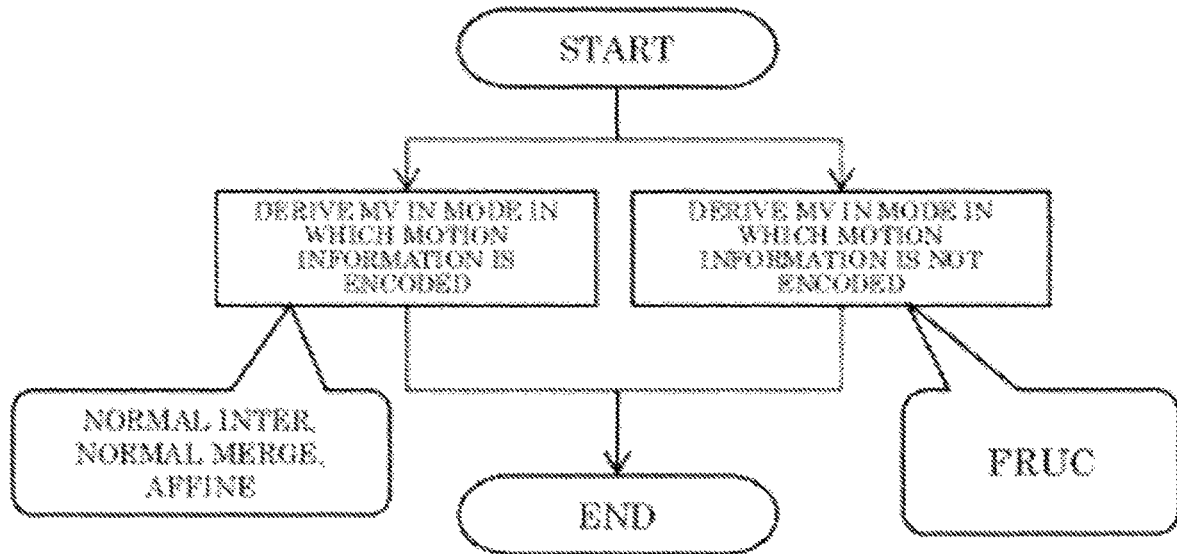 START
DERIVE MV IN MODE IN
WHICH MOTION
INFORMATION IS
ENCODED
DERIVE MV IN MODE IN
WHICH MOTION
INFORMATION IS NOT
ENCODED
NORMAL INTER,
NORMAL MERGE,
AFFINE
FRUC
END